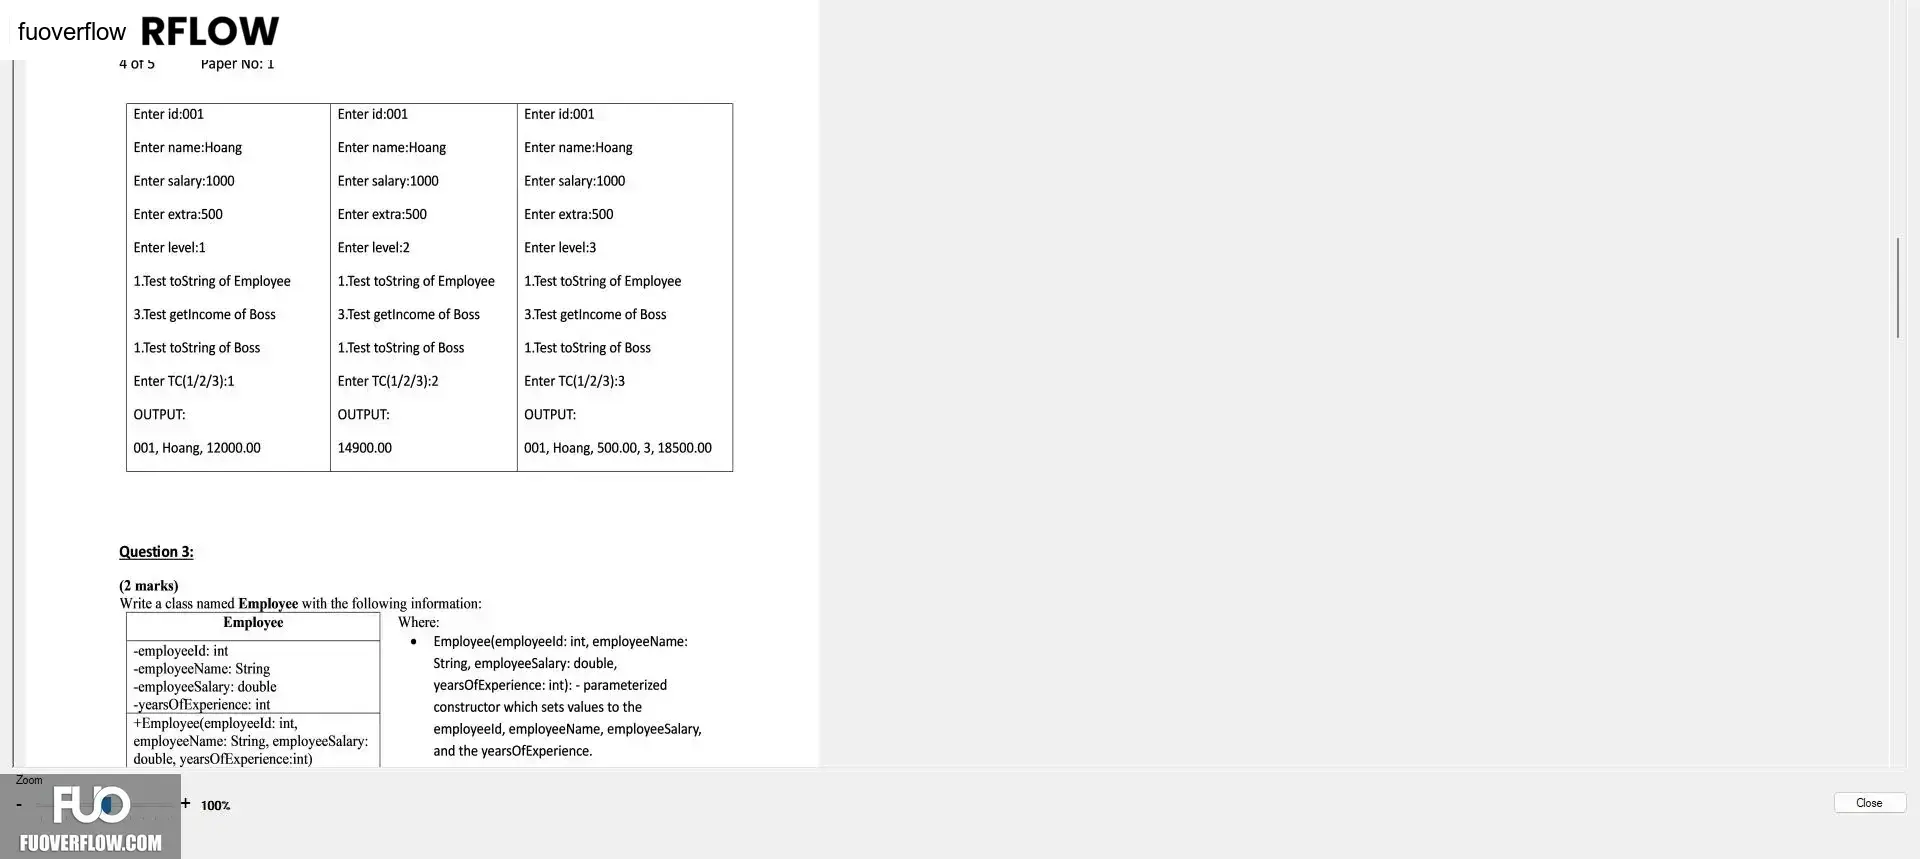 fuoverflow RFLOW
4 of 5 Paper No: 1
Enter id:001 Enter id:001 Enter id:001
Enter name:Hoang Enter name:Hoang Enter name:Hoang
Enter salary:1000 Enter salary:1000 Enter salary:1000
Enter extra:500 Enter extra:500 Enter extra:500
Enter level:1 Enter level:2 Enter level:3
1.Test toString of Employee 1.Test toString of Employee 1.Test toString of Employee
3.Test getIncome of Boss 3.Test getIncome of Boss 3.Test getIncome of Boss
1.Test toString of Boss 1.Test toString of Boss 1.Test toString of Boss
Enter TC(1/2/3):1 Enter TC(1/2/3):2 Enter TC(1/2/3):3
OUTPUT: OUTPUT: OUTPUT:
001, Hoang, 12000.00 14900.00 001, Hoang, 500.00, 3, 18500.00
Question 3:
(2 marks)
Write a class named Employee with the following information:
Employee
-employeeId: int
-employeeName: String
-employeeSalary: double
-yearsOfExperience: int
+Employee(employeeId: int,
employeeName: String, employeeSalary:
double, yearsOfExperience:int)
Where:
• Employee(employeeId: int, employeeName:
String, employeeSalary: double,
yearsOfExperience: int): - parameterized
constructor which sets values to the
employeeId, employeeName, employeeSalary,
and the yearsOfExperience.
Zoom
- + 100%
Close
FUO
FUOVERFLOW.COM